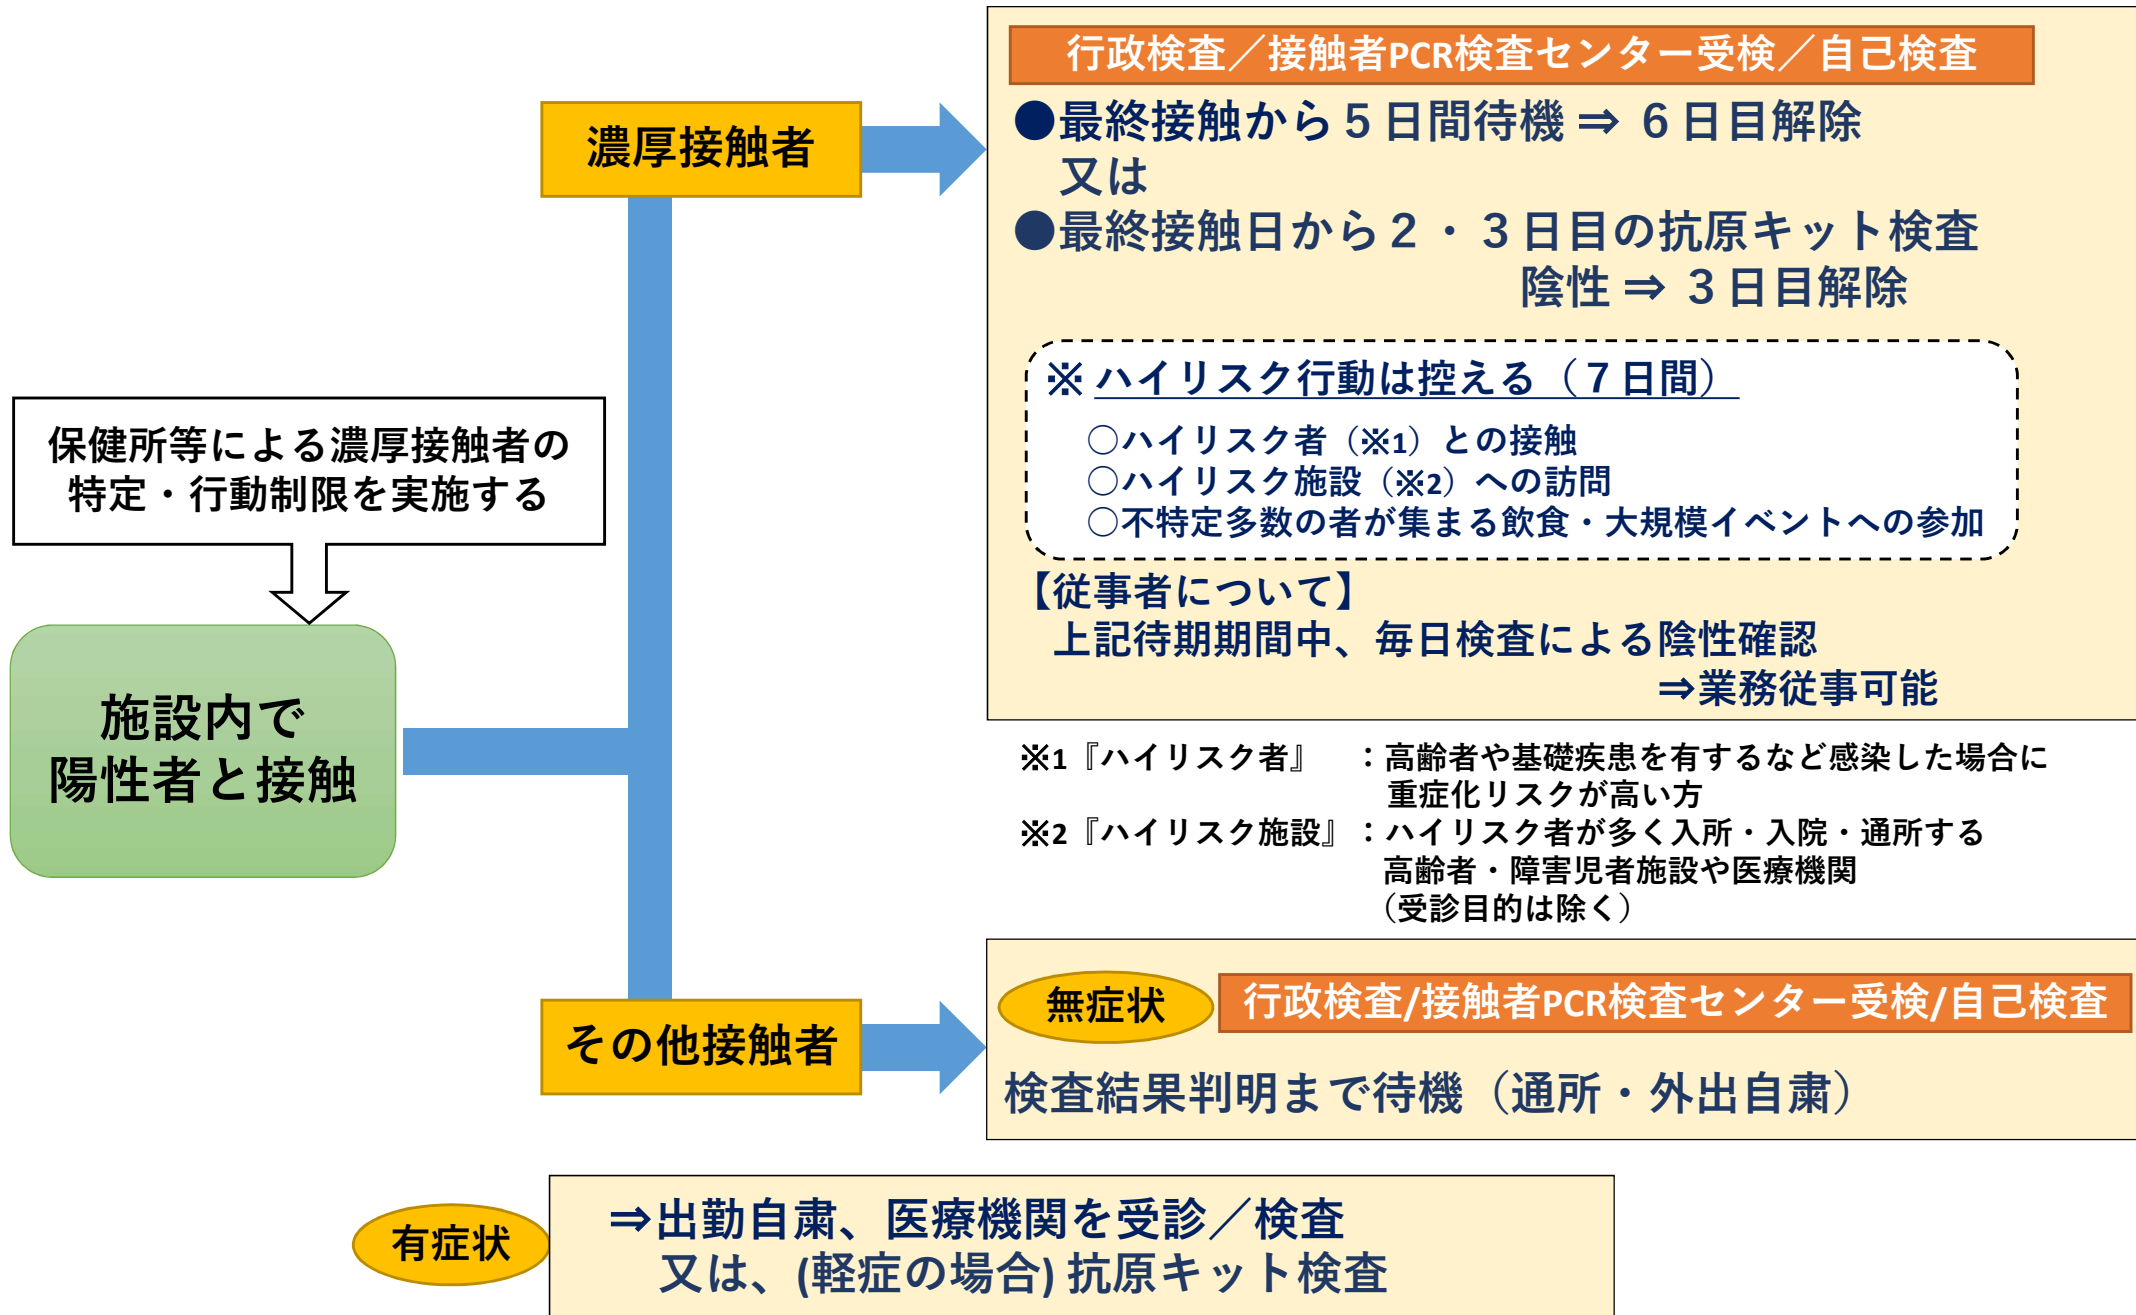 保健所等による濃厚接触者の
特定・行動制限を実施する
施設内で
陽性者と接触
濃厚接触者
行政検査／接触者PCR検査センター受検／自己検査
●最終接触から５日間待機 ⇒ ６日目解除
又は
●最終接触日から２・３日目の抗原キット検査
陰性 ⇒ ３日目解除
※ ハイリスク行動は控える（７日間）
○ハイリスク者（※1）との接触
○ハイリスク施設（※2）への訪問
○不特定多数の者が集まる飲食・大規模イベントへの参加
【従事者について】
上記待期期間中、毎日検査による陰性確認
⇒業務従事可能
※1『ハイリスク者』　：高齢者や基礎疾患を有するなど感染した場合に
重症化リスクが高い方
※2『ハイリスク施設』：ハイリスク者が多く入所・入院・通所する
高齢者・障害児者施設や医療機関
（受診目的は除く）
その他接触者
無症状
行政検査/接触者PCR検査センター受検/自己検査
検査結果判明まで待機（通所・外出自粛）
有症状
⇒出勤自粛、医療機関を受診／検査
又は、(軽症の場合) 抗原キット検査